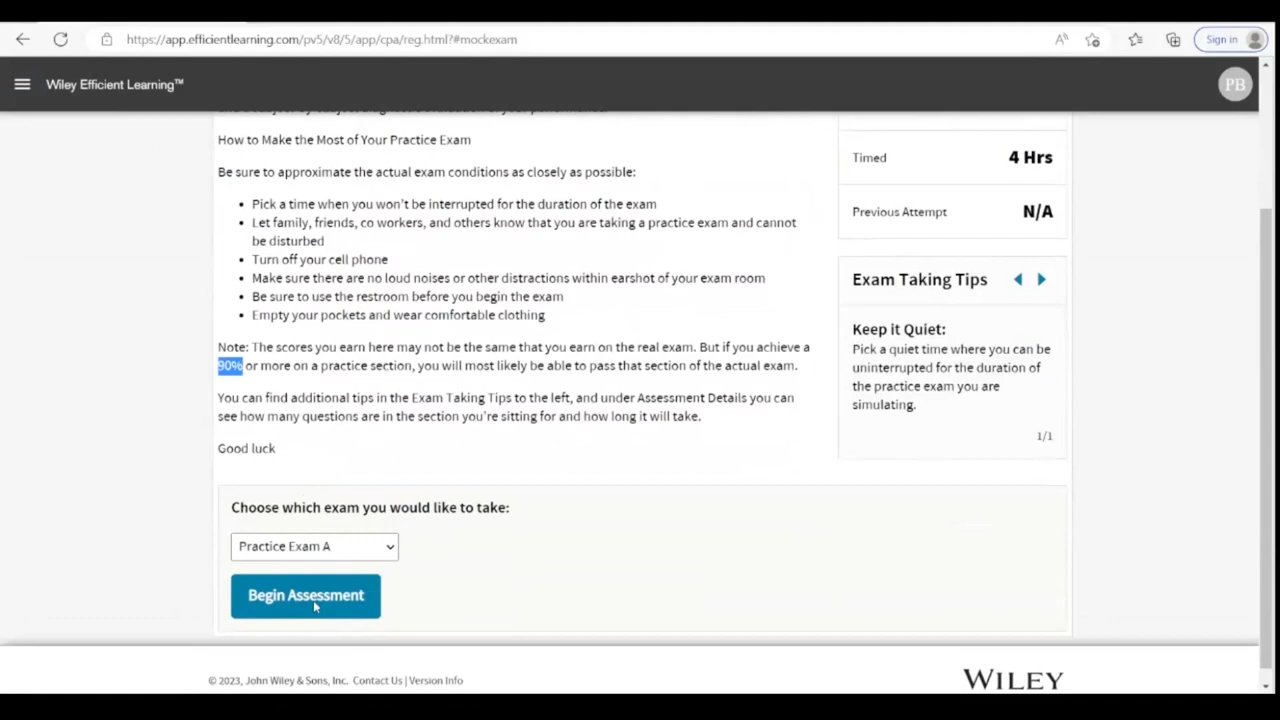 https://app.efficientlearning.com/pv5/v8/5/app/cpa/reg.html?#mockexam
Sign in
Wiley Efficient Learning™
PB
How to Make the Most of Your Practice Exam
Be sure to approximate the actual exam conditions as closely as possible:
• Pick a time when you won't be interrupted for the duration of the exam
• Let family, friends, co workers, and others know that you are taking a practice exam and cannot
be disturbed
• Turn off your cell phone
• Make sure there are no loud noises or other distractions within earshot of your exam room
• Be sure to use the restroom before you begin the exam
• Empty your pockets and wear comfortable clothing
Note: The scores you earn here may not be the same that you earn on the real exam. But if you achieve a
90% or more on a practice section, you will most likely be able to pass that section of the actual exam.
You can find additional tips in the Exam Taking Tips to the left, and under Assessment Details you can
see how many questions are in the section you're sitting for and how long it will take.
Good luck
Timed 4 Hrs
Previous Attempt N/A
Exam Taking Tips
Keep it Quiet:
Pick a quiet time where you can be
uninterrupted for the duration of
the practice exam you are
simulating.
1/1
Choose which exam you would like to take:
Practice Exam A
Begin Assessment
© 2023, John Wiley & Sons, Inc. Contact Us | Version Info
WILEY